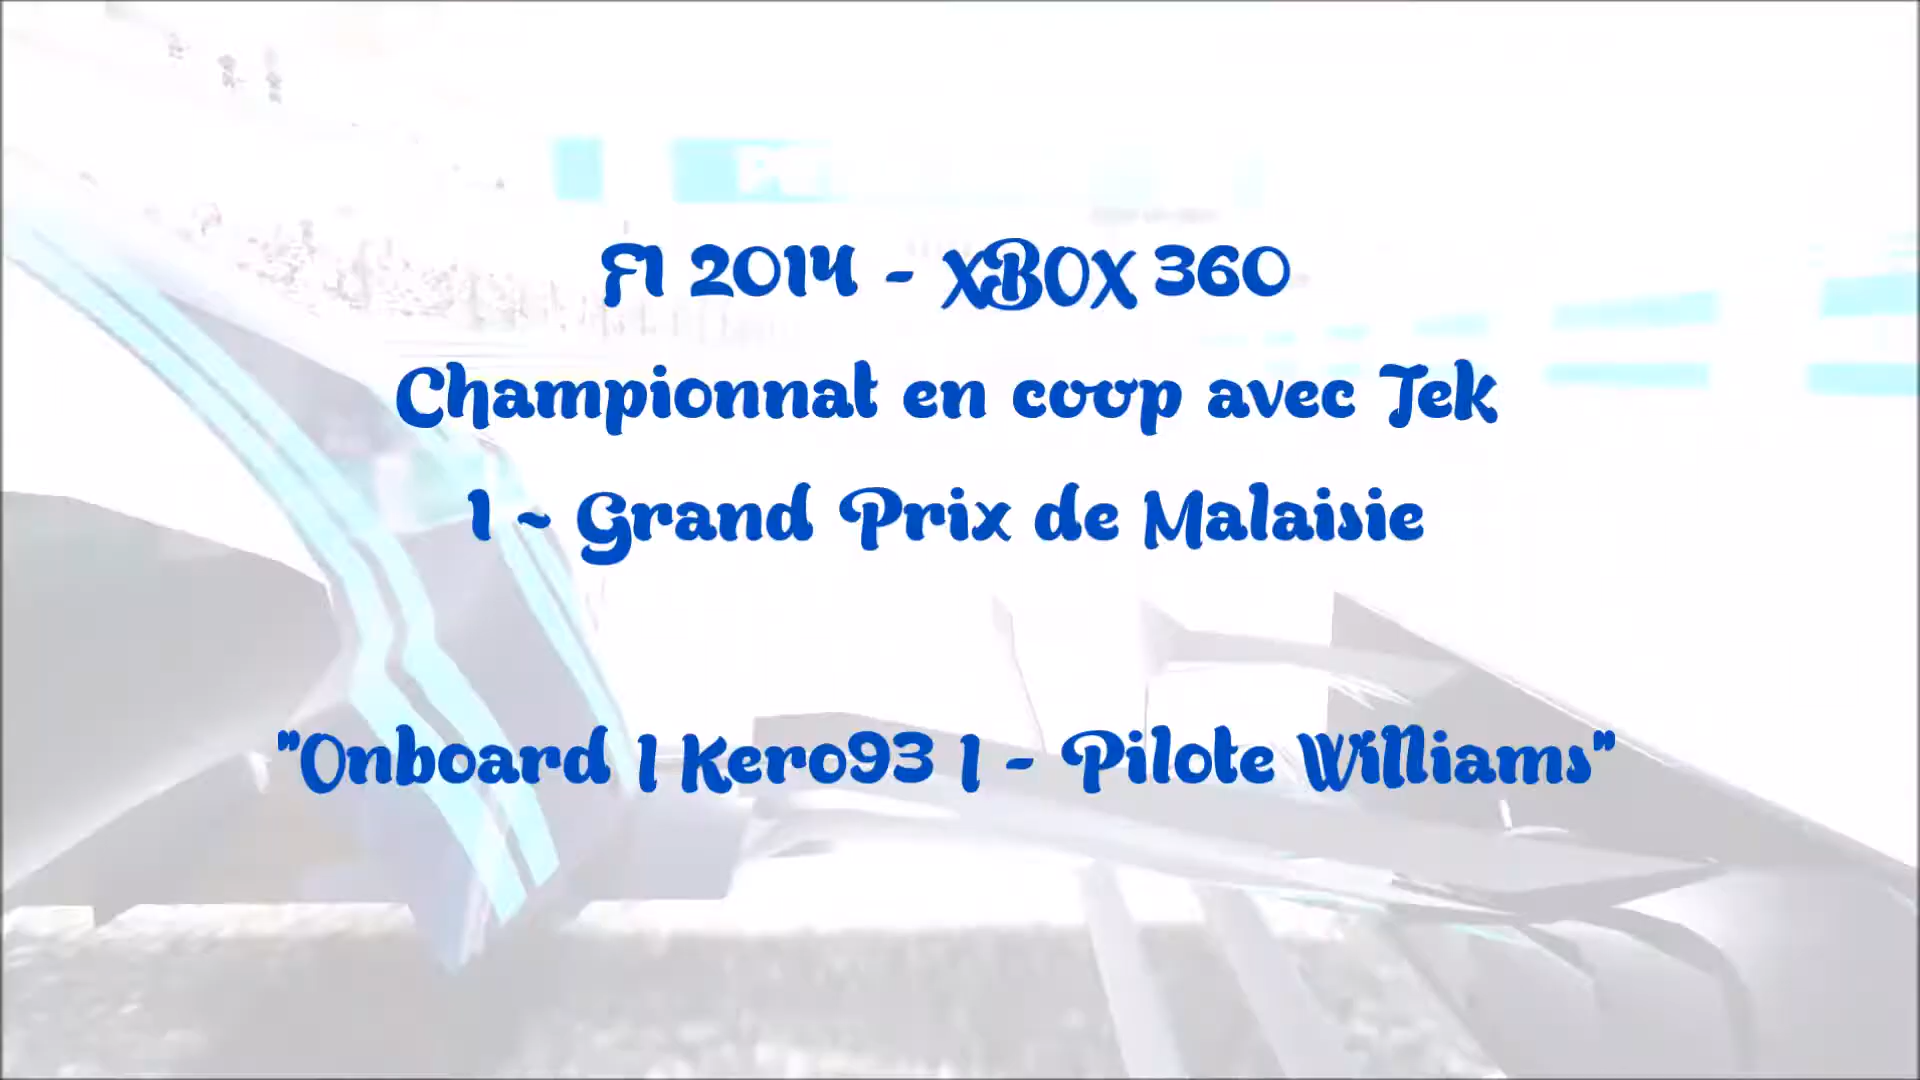 F1 2014 - XBOX 360
Championnat en coop avec Tek
1 ~ Grand Prix de Malaisie
"Onboard I Kero93 I - Pilote Williams"